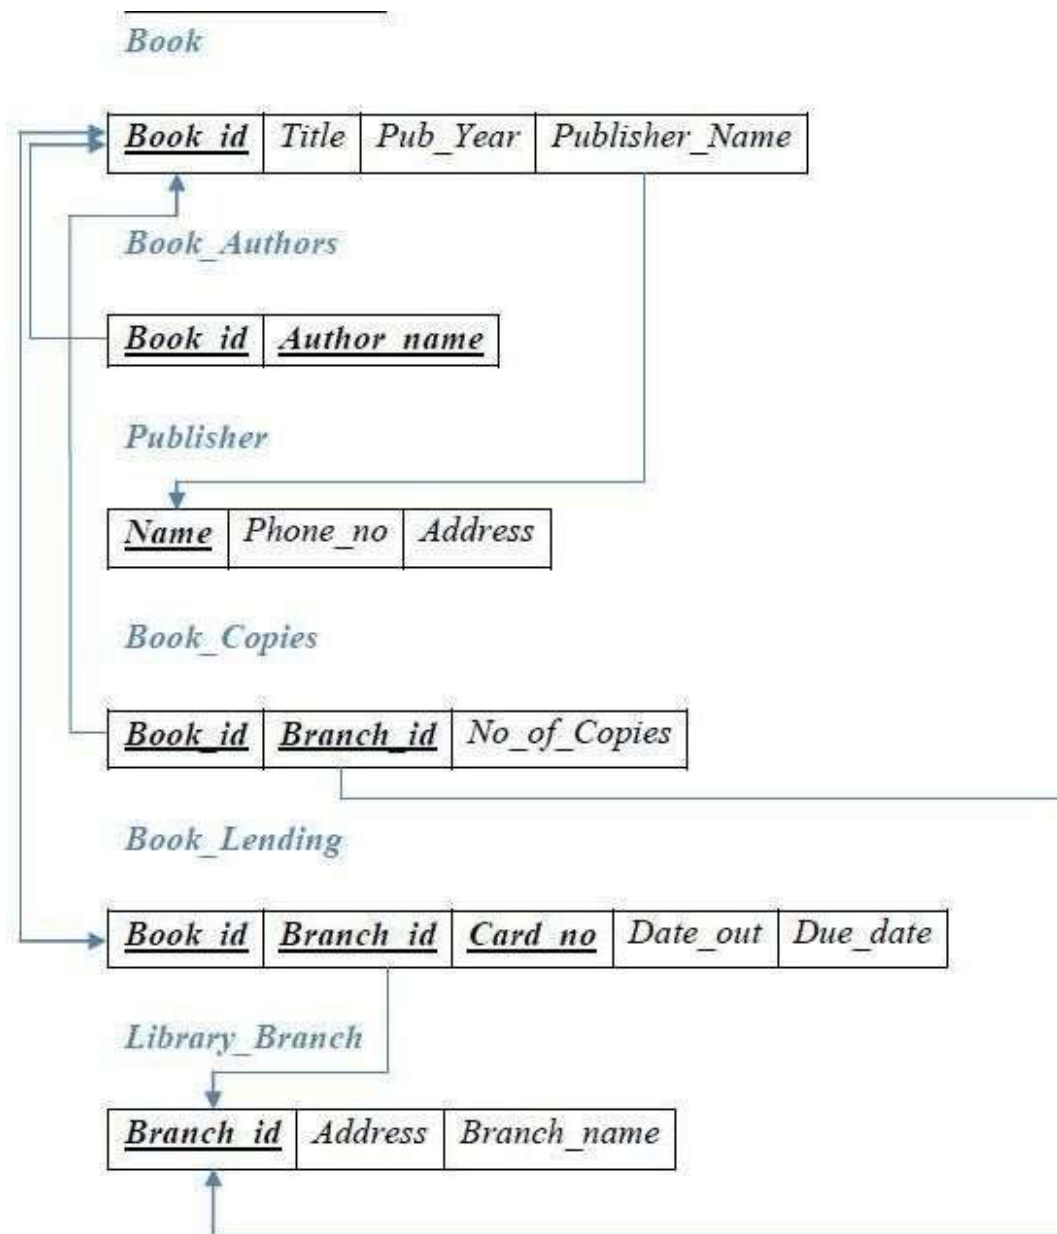 Book
Book_id Title Pub_Year Publisher_Name
Book_Authors
Book_id Author_name
Publisher
Name Phone_no Address
Book_Copies
Book_id Branch_id No_of_Copies
Book_Lending
Book_id Branch_id Card_no Date_out Due_date
Library_Branch
Branch_id Address Branch_name